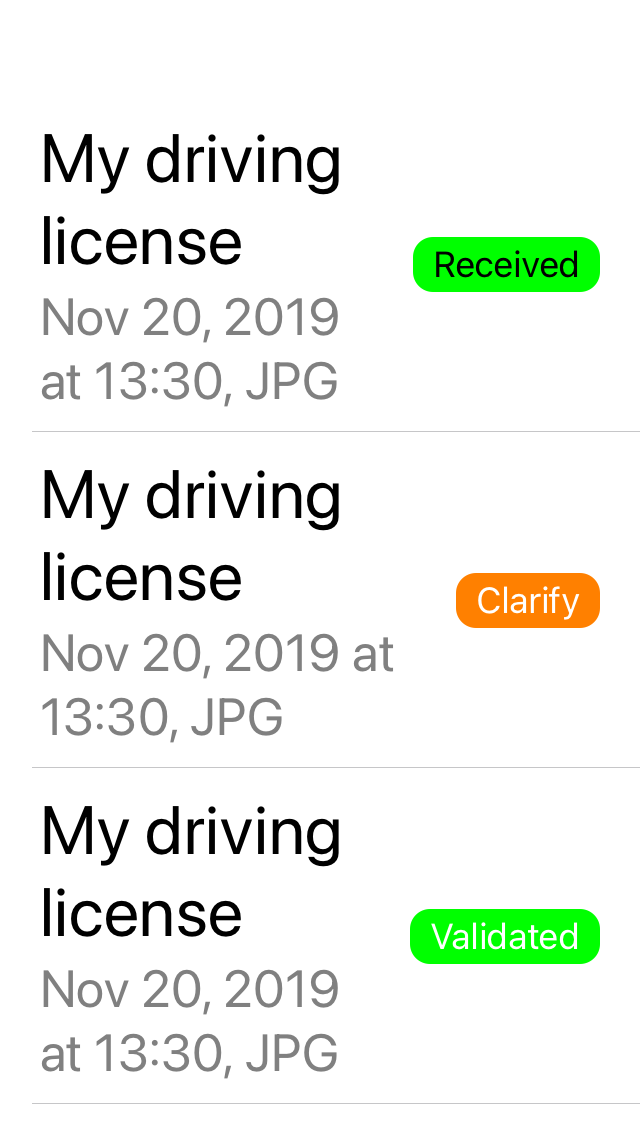 My driving
license
Received
Nov 20, 2019
at 13:30, JPG
My driving
license
Clarify
Nov 20, 2019 at
13:30, JPG
My driving
license
Validated
Nov 20, 2019
at 13:30, JPG